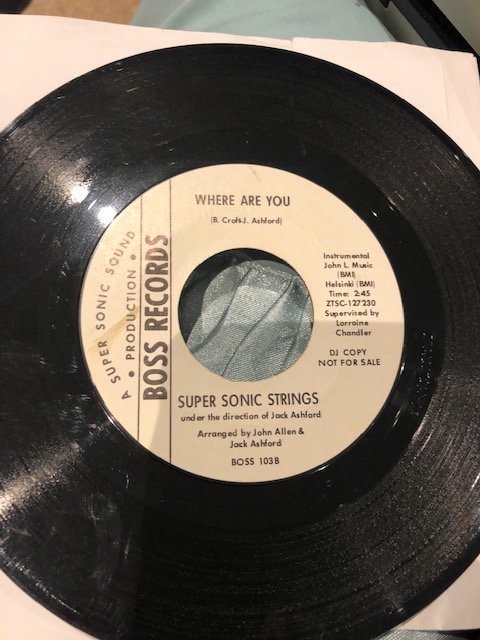 WHERE ARE YOU
(B. Croft-J. Ashford)
A SUPER SONIC SOUND
• PRODUCTION •
BOSS RECORDS
Instrumental
John L. Music
(BMI)
Helsinki (BMI)
Time: 2:45
ZTSC-127230
Supervised by
Lorraine
Chandler
DJ COPY
NOT FOR SALE
SUPER SONIC STRINGS
under the direction of Jack Ashford
Arranged by John Allen &
Jack Ashford
BOSS 103B